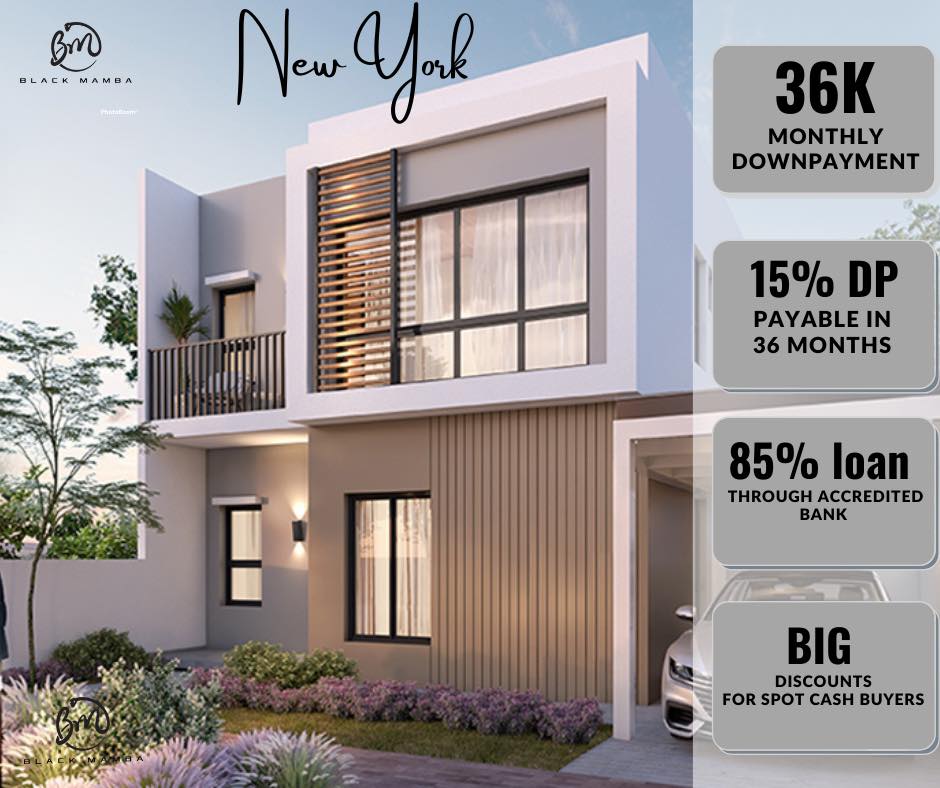 BM
BLACK MAMBA
PhotoRoom
New York
36K
MONTHLY
DOWNPAYMENT
15% DP
PAYABLE IN
36 MONTHS
85% loan
THROUGH ACCREDITED
BANK
BIG
DISCOUNTS
FOR SPOT CASH BUYERS
BM
BLACK MAMBA